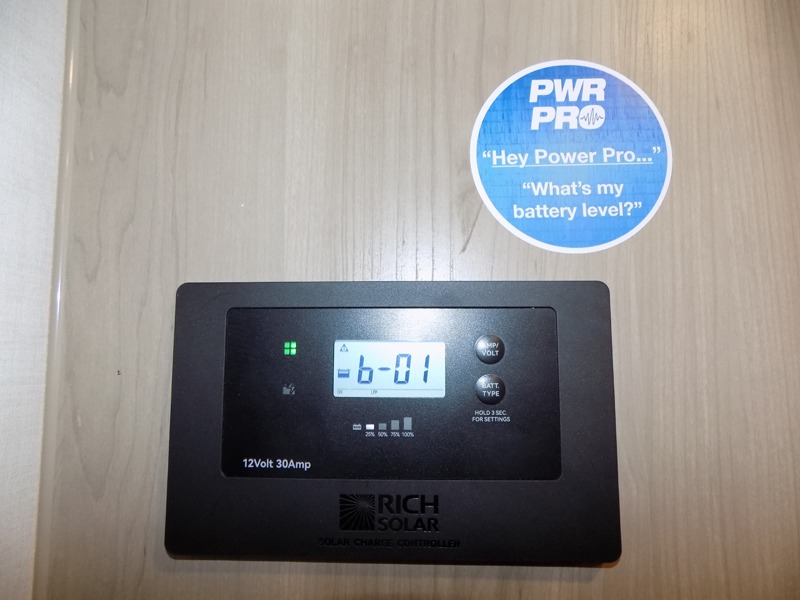 PWR
PRO
“Hey Power Pro...”
“What’s my
battery level?”
b-01
LFP
AMP/
VOLT
BATT.
TYPE
HOLD 3 SEC.
FOR SETTINGS
25% 50% 75% 100%
12Volt 30Amp
RICH
SOLAR
SOLAR CHARGE CONTROLLER